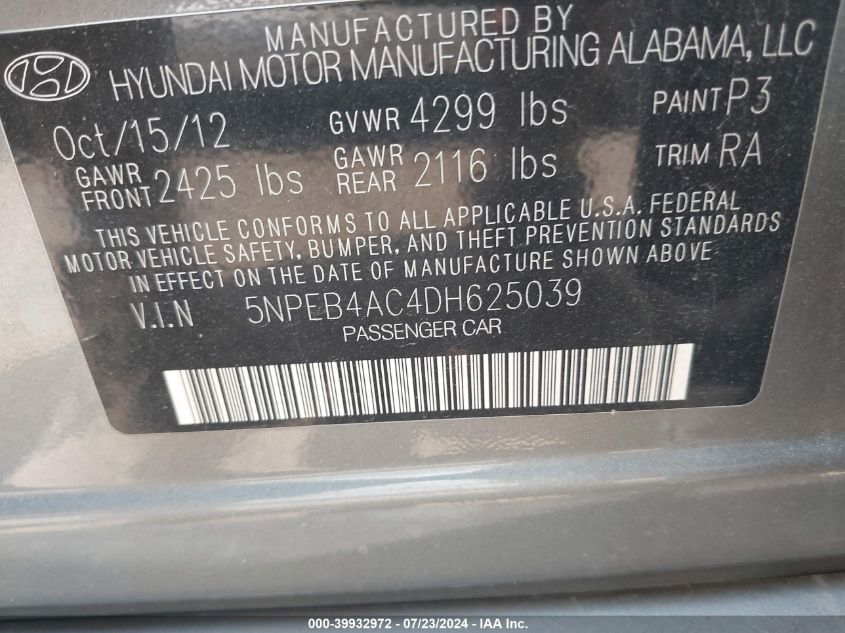 MANUFACTURED BY
HYUNDAI MOTOR MANUFACTURING ALABAMA, LLC
Oct/15/12 GVWR 4299 lbs PAINT P3
GAWR FRONT 2425 lbs GAWR REAR 2116 lbs TRIM RA
THIS VEHICLE CONFORMS TO ALL APPLICABLE U.S.A. FEDERAL
MOTOR VEHICLE SAFETY, BUMPER, AND THEFT PREVENTION STANDARDS
IN EFFECT ON THE DATE OF MANUFACTURE SHOWN ABOVE
V.I.N 5NPEB4AC4DH625039
PASSENGER CAR
000-39932972 - 07/23/2024 - IAA Inc.